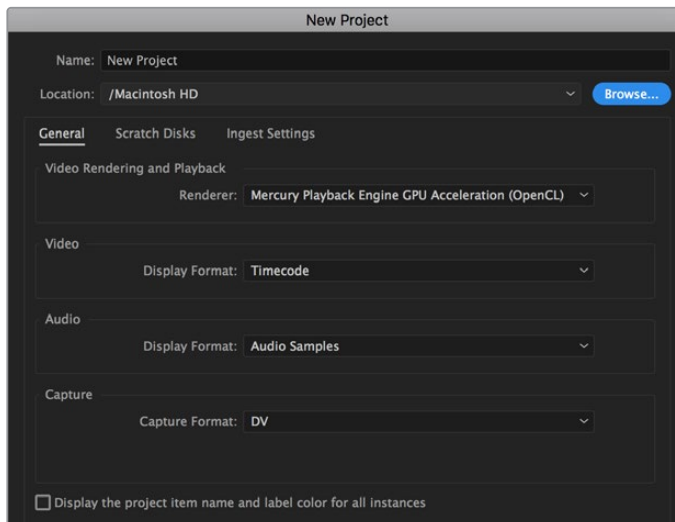 New Project
Name: New Project
Location: /Macintosh HD Browse...
General Scratch Disks Ingest Settings
Video Rendering and Playback
Renderer: Mercury Playback Engine GPU Acceleration (OpenCL)
Video
Display Format: Timecode
Audio
Display Format: Audio Samples
Capture
Capture Format: DV
Display the project item name and label color for all instances